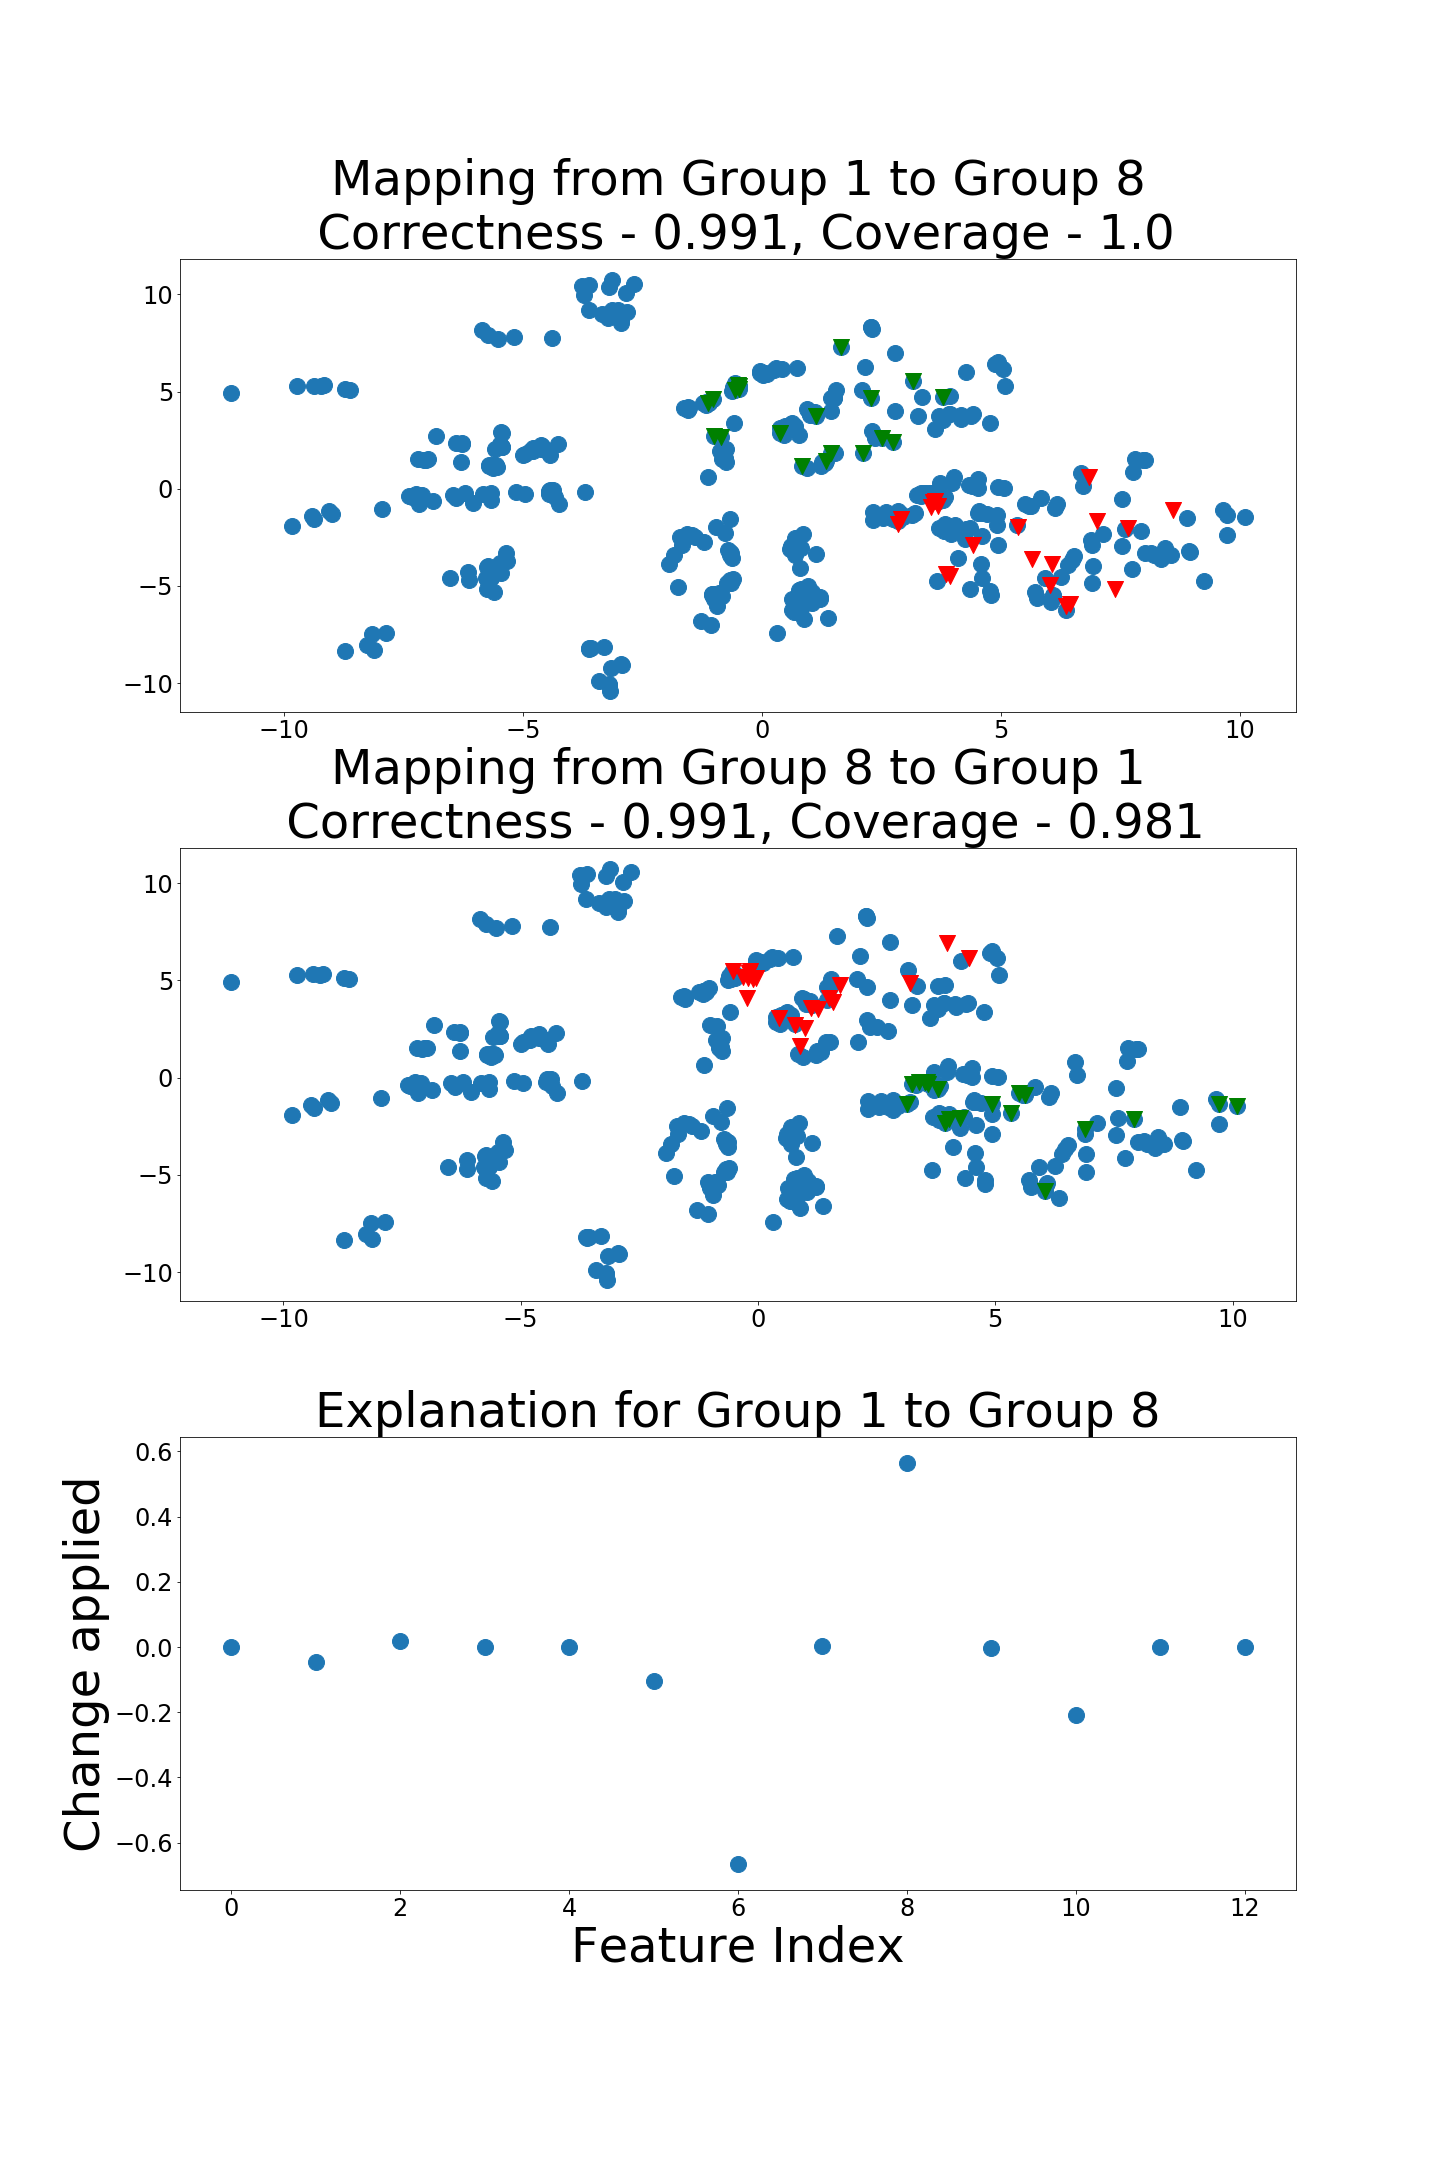 Mapping from Group 1 to Group 8
Correctness - 0.991, Coverage - 1.0
10
5
0
−5
−10
−10 −5 0 5 10
Mapping from Group 8 to Group 1
Correctness - 0.991, Coverage - 0.981
10
5
0
−5
−10
−10 −5 0 5 10
Explanation for Group 1 to Group 8
Change applied
0.6
0.4
0.2
0.0
−0.2
−0.4
−0.6
0 2 4 6 8 10 12
Feature Index